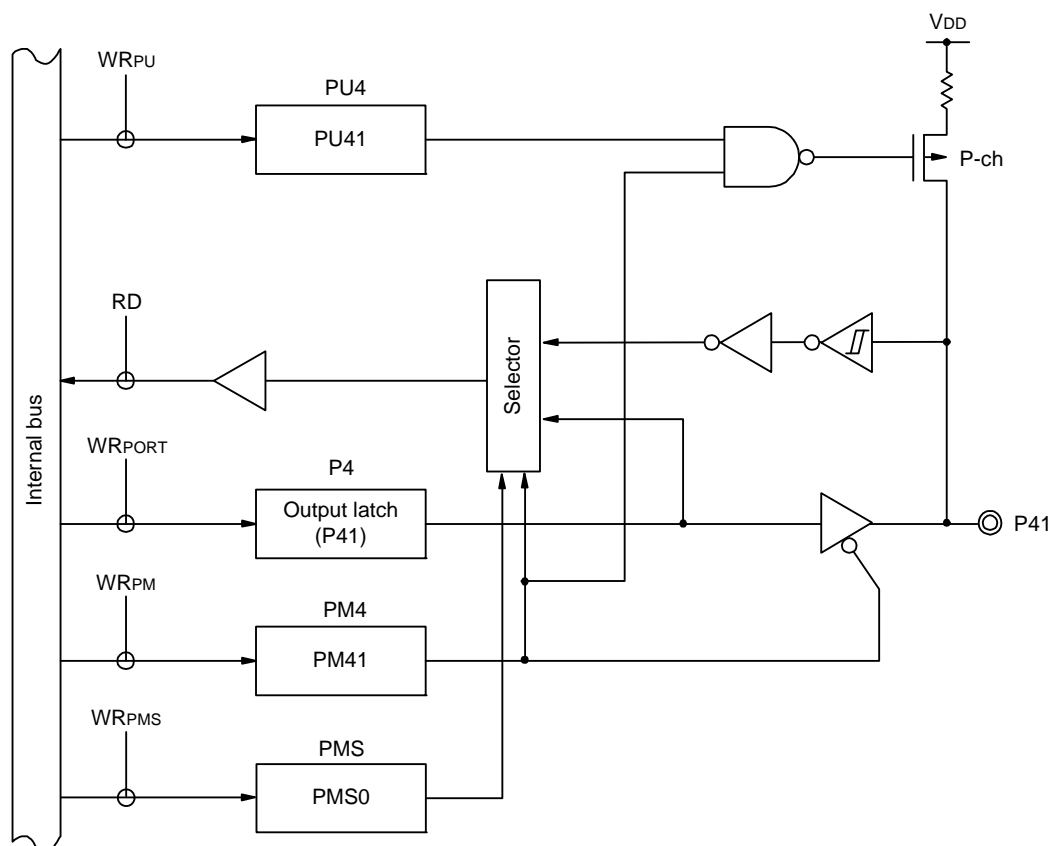 VDD
WRPU
PU4
PU41
P-ch
RD
Selector
Internal bus
WRPORT
P4
Output latch
(P41)
P41
WRPM
PM4
PM41
WRPMS
PMS
PMS0